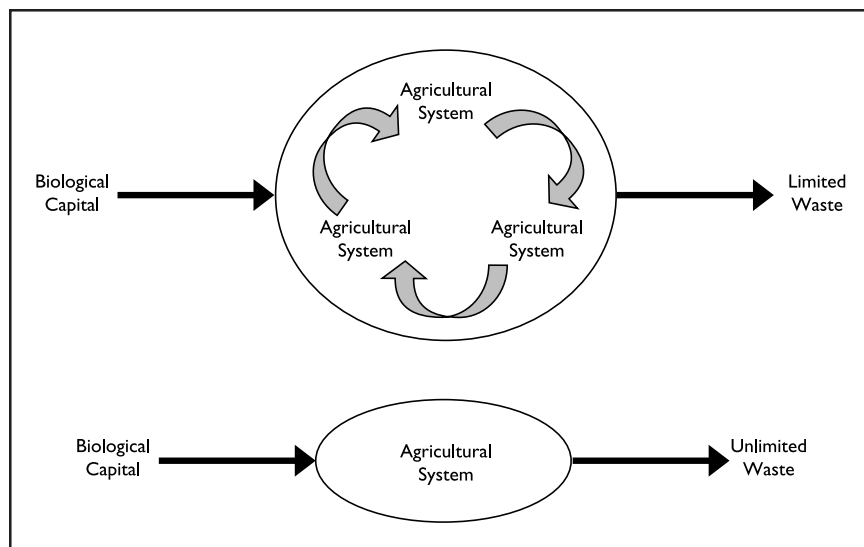 Agricultural
System
Biological
Capital
Limited
Waste
Agricultural
System
Agricultural
System
Biological
Capital
Agricultural
System
Unlimited
Waste